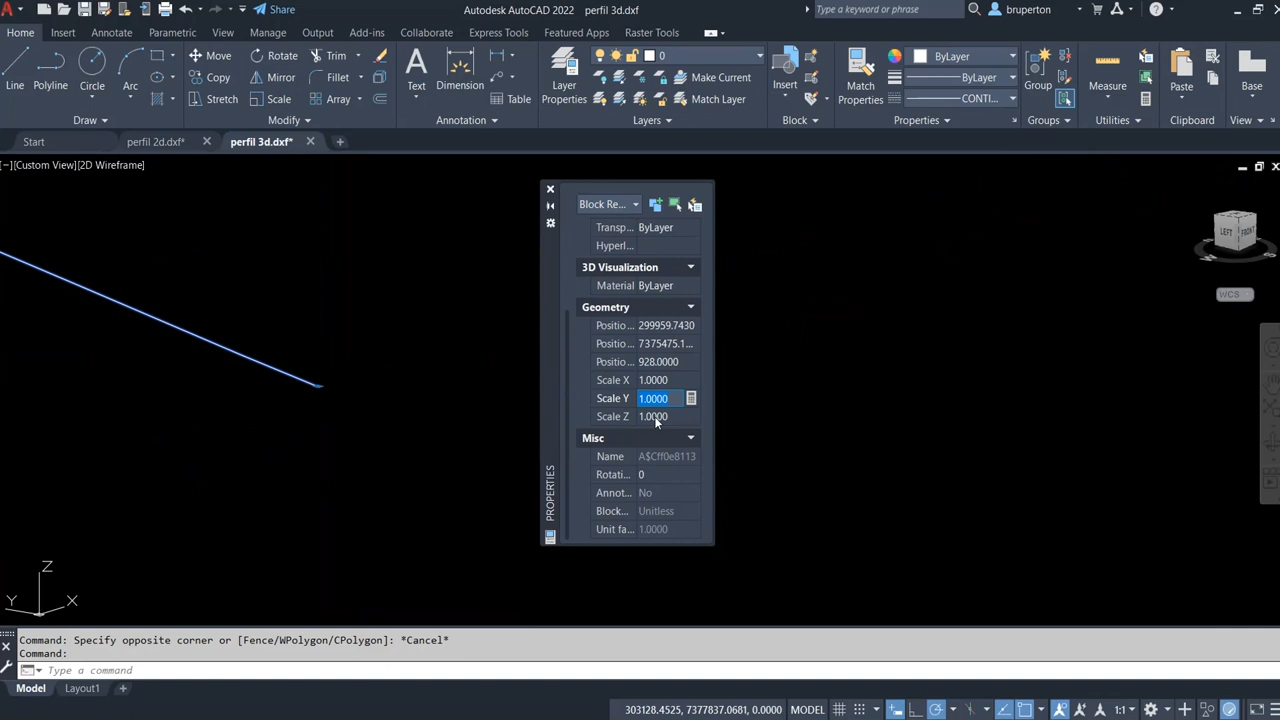 Share
Autodesk AutoCAD 2022 perfil 3d.dxf
Type a keyword or phrase
bruperton
Home Insert Annotate Parametric View Manage Output Add-ins Collaborate Express Tools Featured Apps Raster Tools
Line Polyline Circle Arc
Move Rotate Trim
Copy Mirror Fillet
Stretch Scale Array
Draw Modify
Text Dimension Table
Annotation
Layer Properties
0
Make Current
Match Layer
Layers
Insert
Block
Match Properties
ByLayer
ByLayer
CONTI...
Properties
Group
Groups
Measure
Utilities
Paste
Clipboard
Base
View
Start perfil 2d.dxf* perfil 3d.dxf*
[−][Custom View][2D Wireframe]
LEFT FRONT
W S
WCS
PROPERTIES
Block Re...
Transp... ByLayer
Hyperl...
3D Visualization
Material ByLayer
Geometry
Positio... 299959.7430
Positio... 7375475.1...
Positio... 928.0000
Scale X 1.0000
Scale Y 1.0000
Scale Z 1.0000
Misc
Name A$Cff0e8113
Rotati... 0
Annot... No
Block... Unitless
Unit fa... 1.0000
Z
Y X
Command: Specify opposite corner or [Fence/WPolygon/CPolygon]: *Cancel*
Command:
Type a command
Model Layout1
303128.4525, 7377837.0681, 0.0000 MODEL 1:1